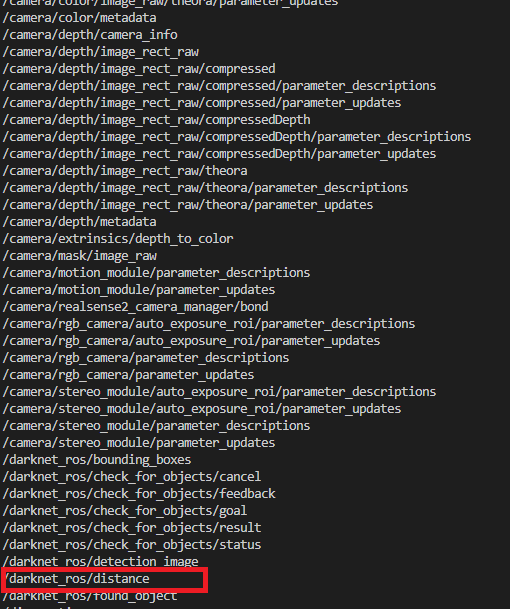 /camera/color/image_raw/theora/parameter_updates
/camera/color/metadata
/camera/depth/camera_info
/camera/depth/image_rect_raw
/camera/depth/image_rect_raw/compressed
/camera/depth/image_rect_raw/compressed/parameter_descriptions
/camera/depth/image_rect_raw/compressed/parameter_updates
/camera/depth/image_rect_raw/compressedDepth
/camera/depth/image_rect_raw/compressedDepth/parameter_descriptions
/camera/depth/image_rect_raw/compressedDepth/parameter_updates
/camera/depth/image_rect_raw/theora
/camera/depth/image_rect_raw/theora/parameter_descriptions
/camera/depth/image_rect_raw/theora/parameter_updates
/camera/depth/metadata
/camera/extrinsics/depth_to_color
/camera/mask/image_raw
/camera/motion_module/parameter_descriptions
/camera/motion_module/parameter_updates
/camera/realsense2_camera_manager/bond
/camera/rgb_camera/auto_exposure_roi/parameter_descriptions
/camera/rgb_camera/auto_exposure_roi/parameter_updates
/camera/rgb_camera/parameter_descriptions
/camera/rgb_camera/parameter_updates
/camera/stereo_module/auto_exposure_roi/parameter_descriptions
/camera/stereo_module/auto_exposure_roi/parameter_updates
/camera/stereo_module/parameter_descriptions
/camera/stereo_module/parameter_updates
/darknet_ros/bounding_boxes
/darknet_ros/check_for_objects/cancel
/darknet_ros/check_for_objects/feedback
/darknet_ros/check_for_objects/goal
/darknet_ros/check_for_objects/result
/darknet_ros/check_for_objects/status
/darknet_ros/detection_image
/darknet_ros/distance
/darknet_ros/found_object